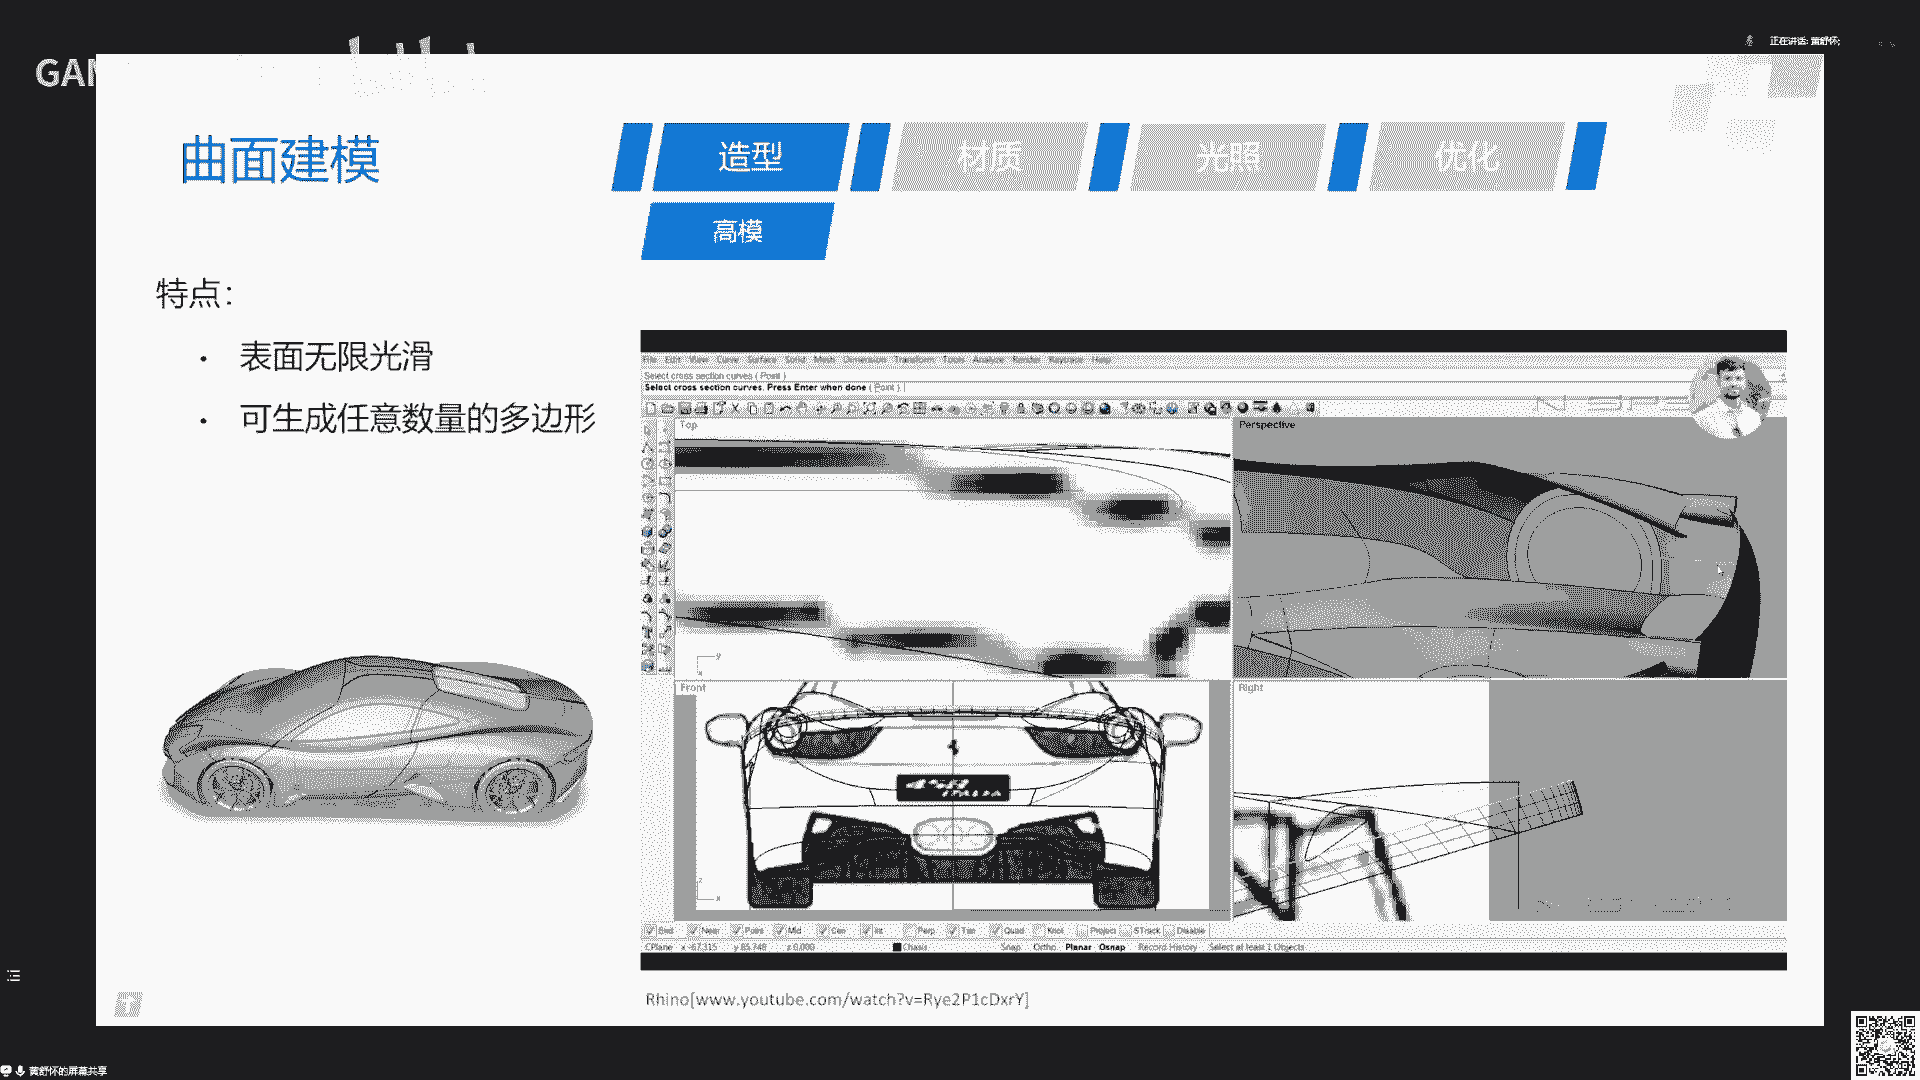 GAM
正在讲话: 黄舒怀;
曲面建模
造型
材质
光照
优化
高模
特点：
• 表面无限光滑
• 可生成任意数量的多边形
File Edit View Curve Surface Solid Mesh Dimension Transform Tools Analyze Render Raytrace Help
Select cross section curves ( Point )
Select cross section curves. Press Enter when done ( Point ):
Top
Perspective
Front
Right
End Near Point Mid Cen Int Perp Tan Quad Knot Project STrack Disable
CPlane x -67.315 y 85.748 z 0.000 Chasis Snap Ortho Planar Osnap Record History Select at least 1 Objects
Rhino[www.youtube.com/watch?v=Rye2P1cDxrY]
黄舒怀的屏幕共享